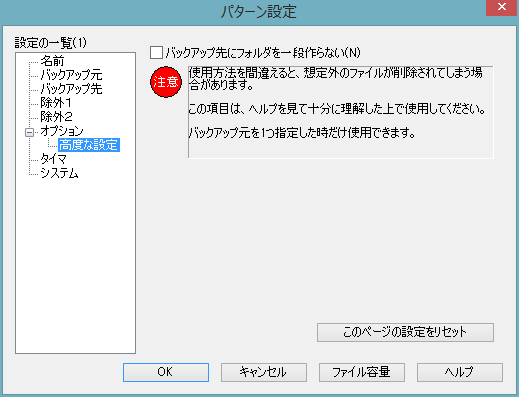 パターン設定
設定の一覧(1)
名前
バックアップ元
バックアップ先
除外1
除外2
オプション
高度な設定
タイマ
システム
バックアップ先にフォルダを一段作らない(N)
注意
使用方法を間違えると、想定外のファイルが削除されてしまう場
合があります。
この項目は、ヘルプを見て十分に理解した上で使用してください。
バックアップ元を1つ指定した時だけ使用できます。
このページの設定をリセット
OK
キャンセル
ファイル容量
ヘルプ